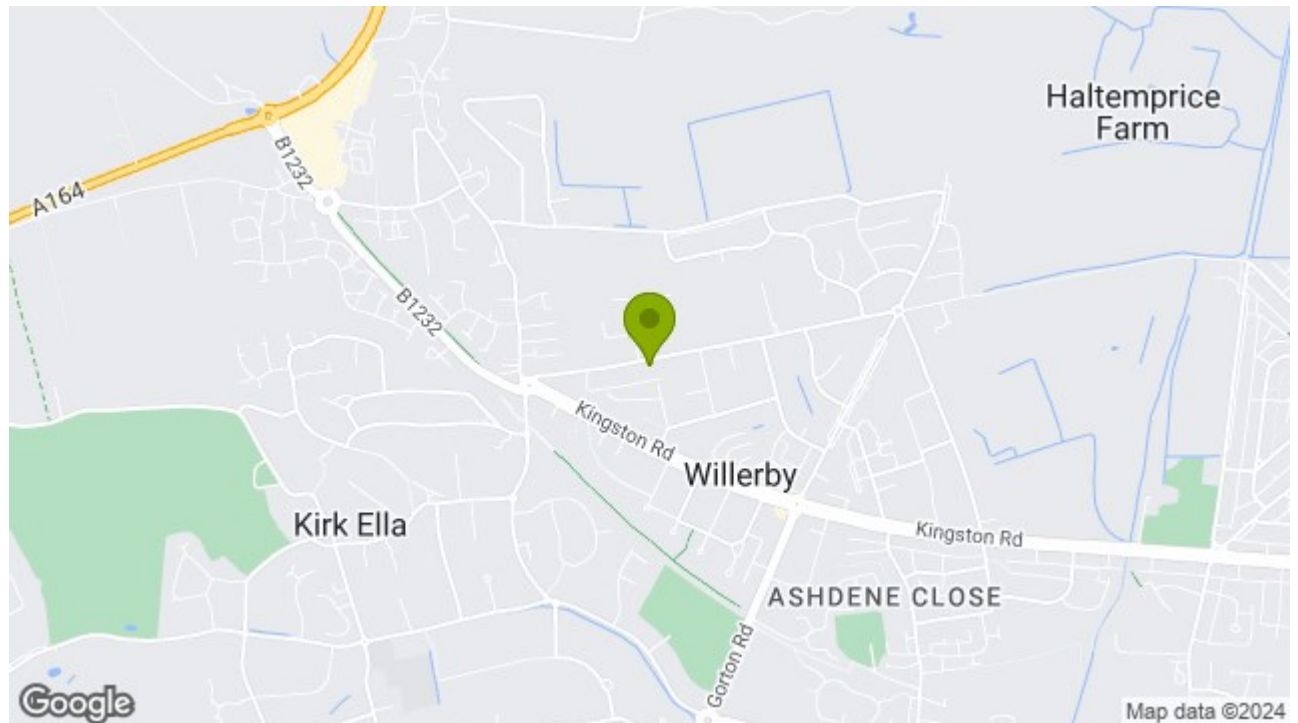 Haltemprice
Farm
B1232
A164
B1232
Kingston Rd
Willerby
Kirk Ella
Kingston Rd
ASHDENE CLOSE
Gorton Rd
Google
Map data ©2024